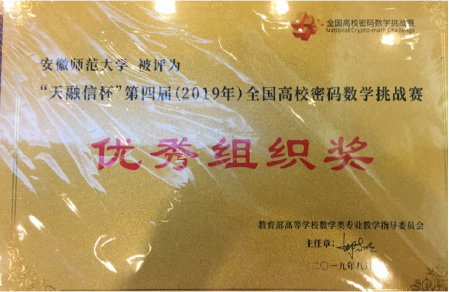 全国高校密码数学挑战赛
National Crypto-math Challenge
安徽师范大学 被评为
“天融信杯”第四届(2019年)全国高校密码数学挑战赛
优秀组织奖
教育部高等学校数学类专业教学指导委员会
主任章:
二〇一九年八月